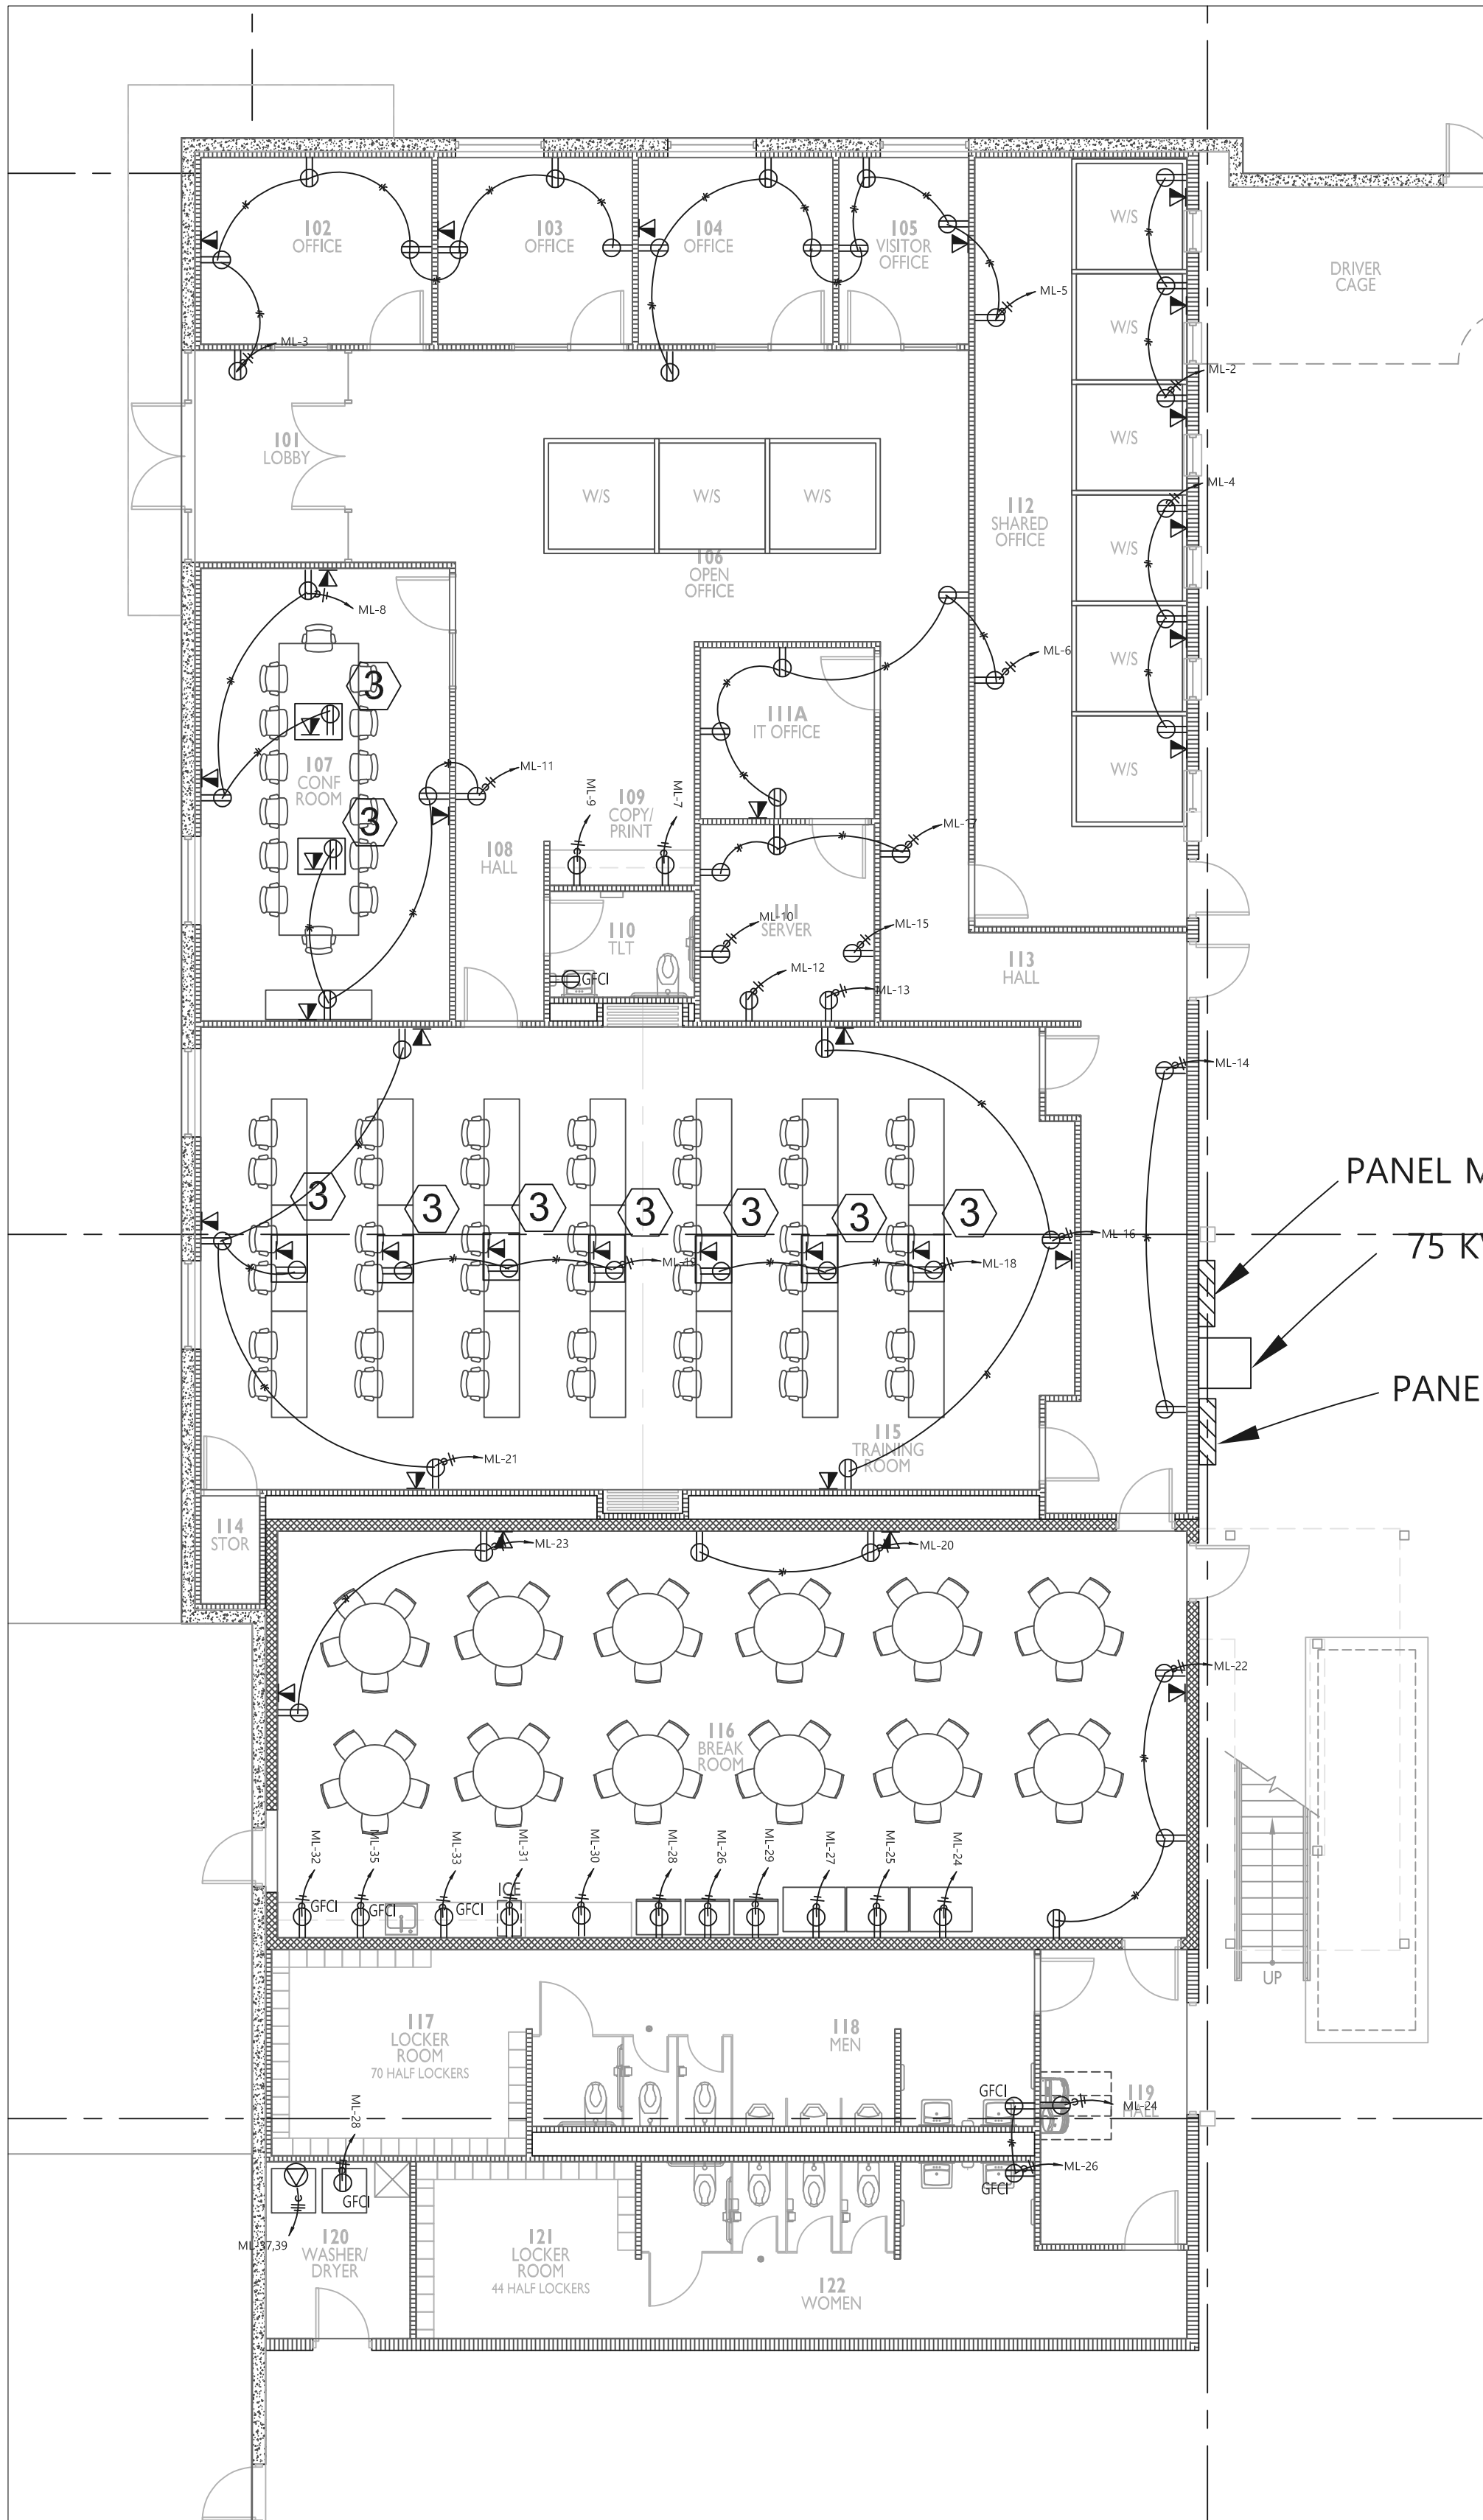 102
OFFICE
103
OFFICE
104
OFFICE
105
VISITOR
OFFICE
W/S
DRIVER
CAGE
ML-5
W/S
ML-3
ML-2
W/S
101
LOBBY
ML-4
W/S
W/S
W/S
112
SHARED
OFFICE
W/S
106
OPEN
OFFICE
ML-8
W/S
ML-6
3
111A
IT OFFICE
107
CONF
ROOM
ML-11
W/S
ML-9
109
COPY/
PRINT
ML-7
3
ML-17
108
HALL
ML-10
111
SERVER
ML-15
110
TLT
GFCI
ML-12
113
HALL
ML-13
ML-14
PANEL M
3
3
3
3
3
3
3
ML-16
75 KV
ML-19
ML-18
PANE
115
TRAINING
ROOM
ML-21
114
STOR
ML-23
ML-20
ML-22
116
BREAK
ROOM
ML-32
ML-35
ML-33
ML-31
ML-30
ML-28
ML-26
ML-29
ML-27
ML-25
ML-24
ICE
GFCI
GFCI
GFCI
UP
117
LOCKER
ROOM
70 HALF LOCKERS
118
MEN
GFCI
119
HALL
ML-24
ML-28
ML-26
GFCI
GFCI
ML-37,39
120
WASHER/
DRYER
121
LOCKER
ROOM
44 HALF LOCKERS
122
WOMEN